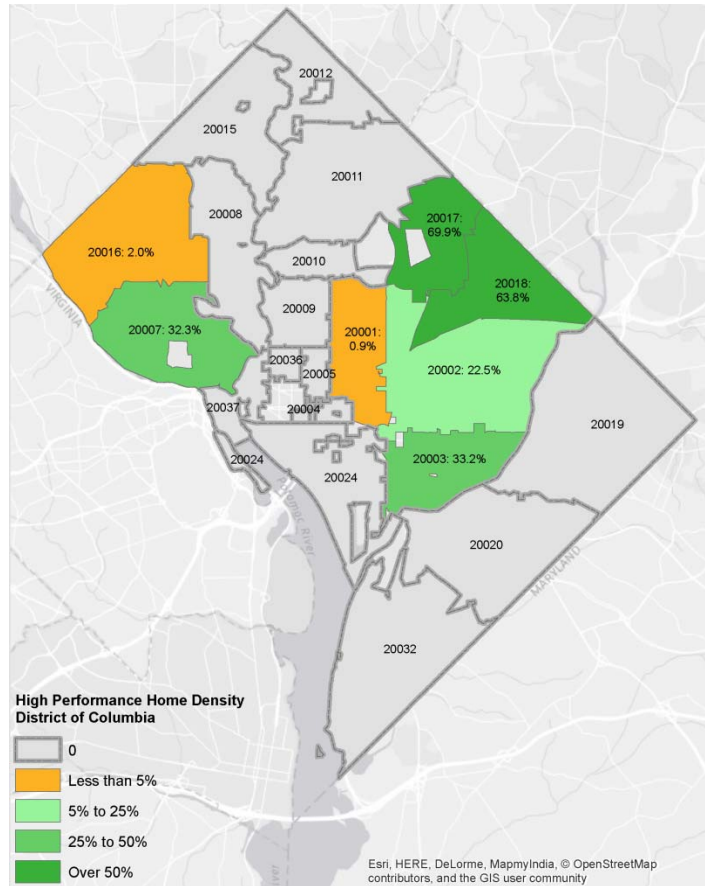 20012
20015
20011
20017:
69.9%
20008
20016: 2.0%
20010
20018:
63.8%
VIRGINIA
20009
20007: 32.3%
20001:
0.9%
20036
20005
20002: 22.5%
20037
20004
20019
20024
20024
20003: 33.2%
Potomac River
20020
MARYLAND
20032
High Performance Home Density
District of Columbia
0
Less than 5%
5% to 25%
25% to 50%
Over 50%
Esri, HERE, DeLorme, MapmyIndia, © OpenStreetMap
contributors, and the GIS user community